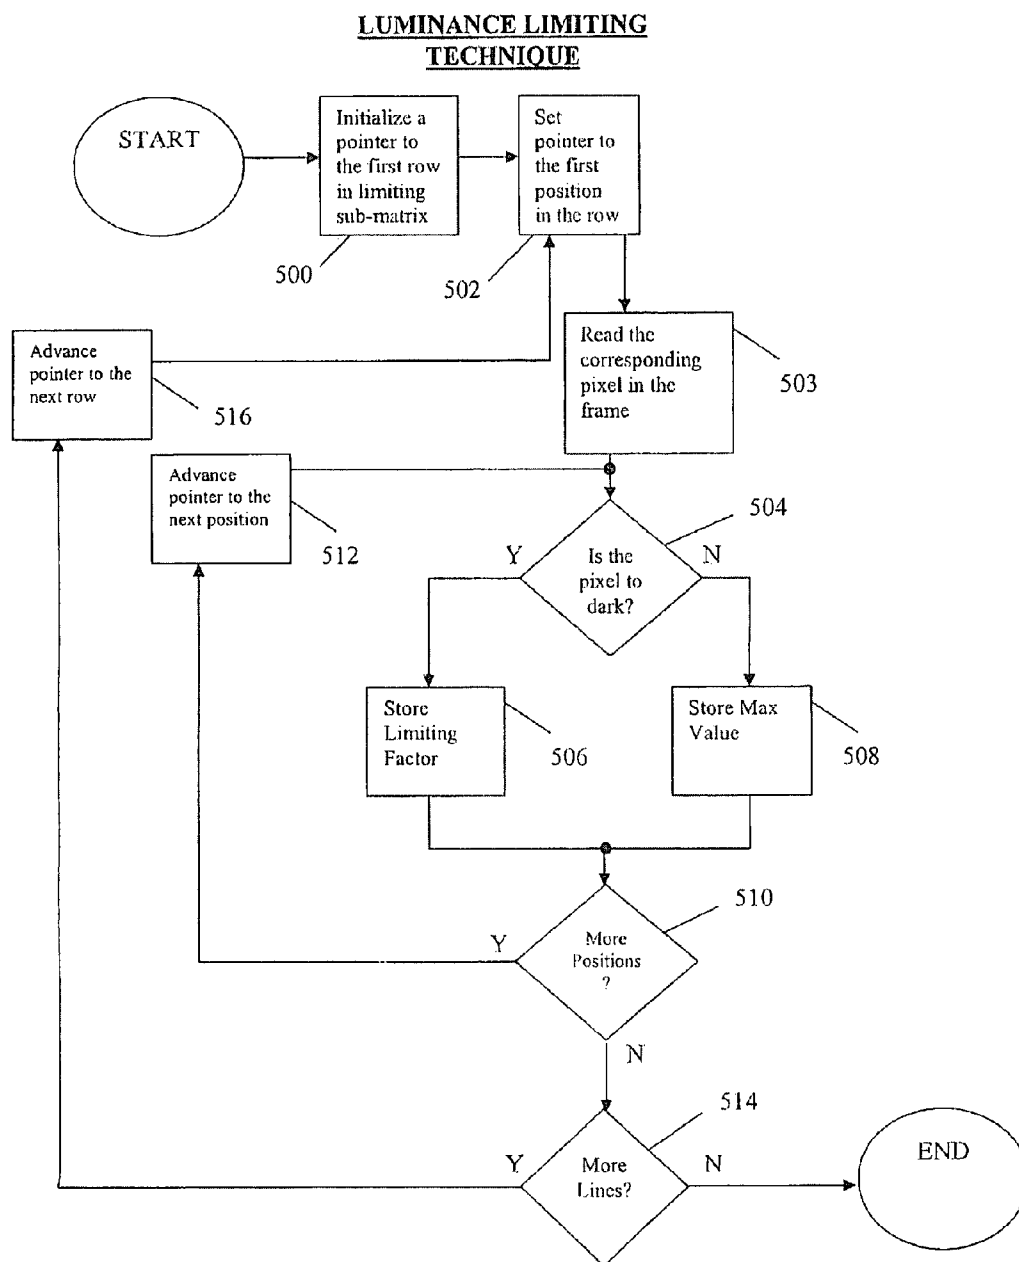 LUMINANCE LIMITING
TECHNIQUE
START
Initialize a
pointer to
the first row
in limiting
sub-matrix
500
Set
pointer to
the first
position
in the row
502
Read the
corresponding
pixel in the
frame
503
Advance
pointer to the
next row
516
Advance
pointer to the
next position
512
504
Y
N
Is the
pixel to
dark?
Store
Limiting
Factor
506
Store Max
Value
508
510
Y
More
Positions
?
N
514
Y
More
Lines?
N
END